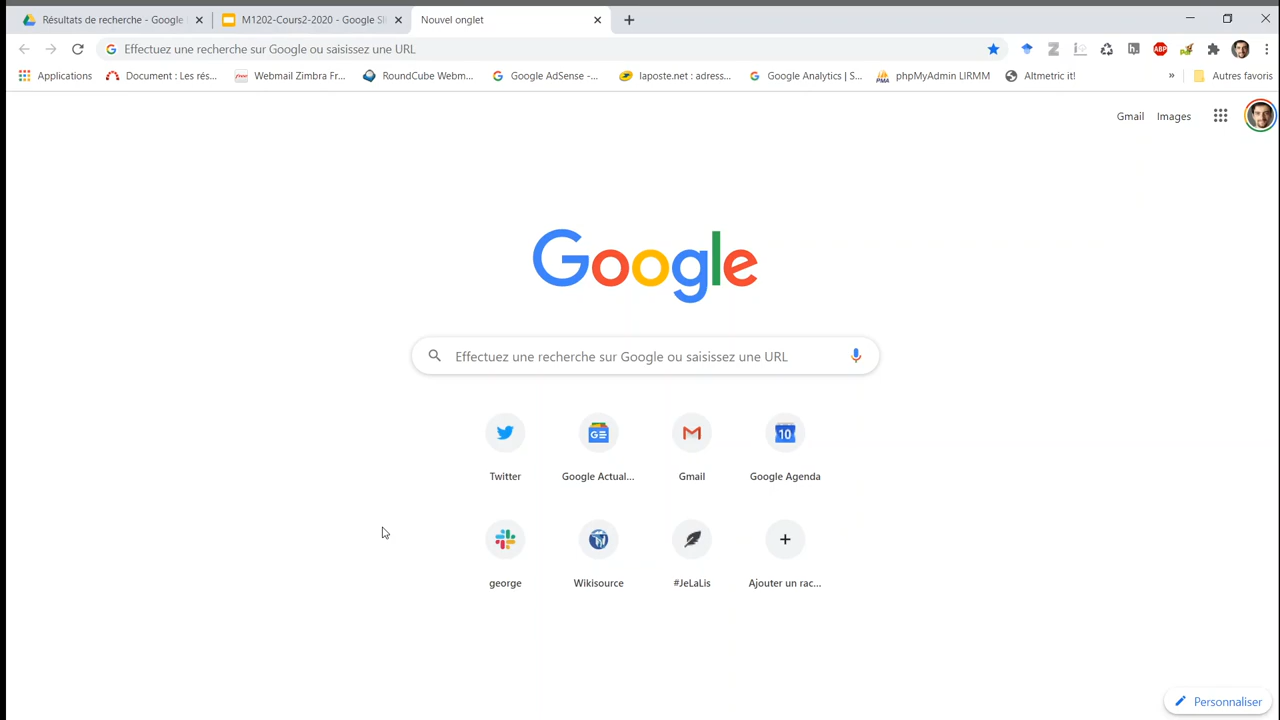 Résultats de recherche - Google
M1202-Cours2-2020 - Google Sl
Nouvel onglet
Effectuez une recherche sur Google ou saisissez une URL
ABP
Applications
Document : Les rés...
Webmail Zimbra Fr...
RoundCube Webm...
Google AdSense -...
laposte.net : adress...
Google Analytics | S...
PMA
phpMyAdmin LIRMM
Altmetric it!
»
Autres favoris
Gmail
Images
Google
Effectuez une recherche sur Google ou saisissez une URL
10
Twitter
Google Actual...
Gmail
Google Agenda
george
Wikisource
#JeLaLis
Ajouter un rac...
Personnaliser